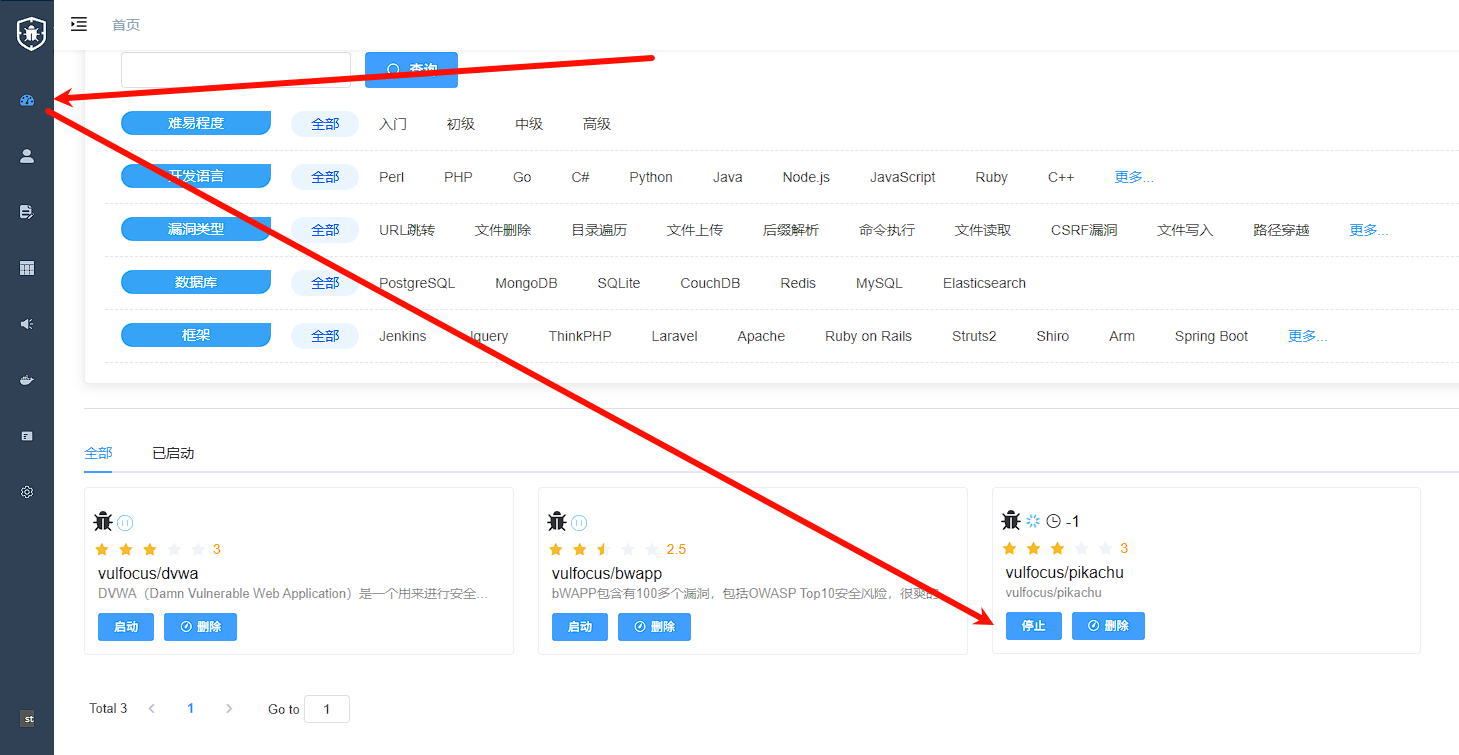 首页
查询
难易程度 全部 入门 初级 中级 高级
开发语言 全部 Perl PHP Go C# Python Java Node.js JavaScript Ruby C++ 更多...
漏洞类型 全部 URL跳转 文件删除 目录遍历 文件上传 后缀解析 命令执行 文件读取 CSRF漏洞 文件写入 路径穿越 更多...
数据库 全部 PostgreSQL MongoDB SQLite CouchDB Redis MySQL Elasticsearch
框架 全部 Jenkins Jquery ThinkPHP Laravel Apache Ruby on Rails Struts2 Shiro Arm Spring Boot 更多...
全部 已启动
3
vulfocus/dvwa
DVWA（Damn Vulnerable Web Application）是一个用来进行安全...
启动 删除
2.5
vulfocus/bwapp
bWAPP包含有100多个漏洞，包括OWASP Top10安全风险，很爽的
启动 删除
-1
3
vulfocus/pikachu
vulfocus/pikachu
停止 删除
Total 3 1 Go to 1
st